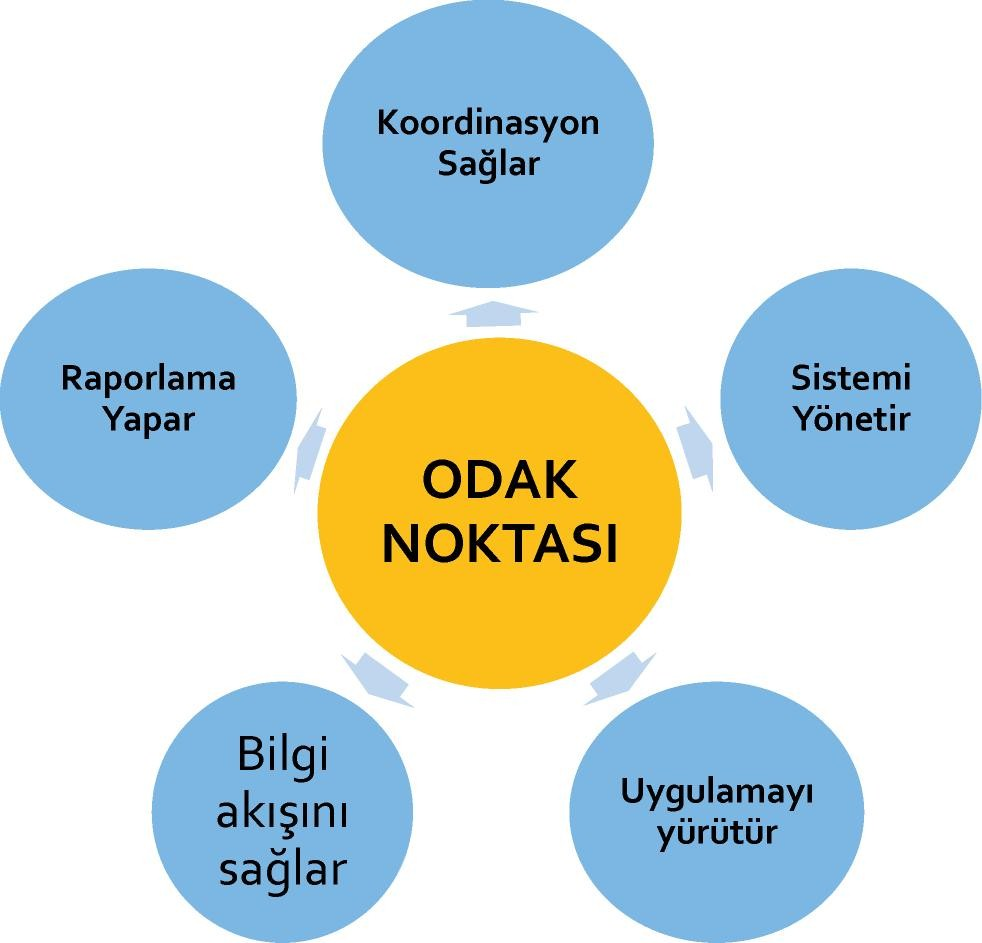 Koordinasyon
Sağlar
Raporlama
Yapar
Sistemi
Yönetir
ODAK
NOKTASI
Bilgi
akışını
sağlar
Uygulamayı
yürütür